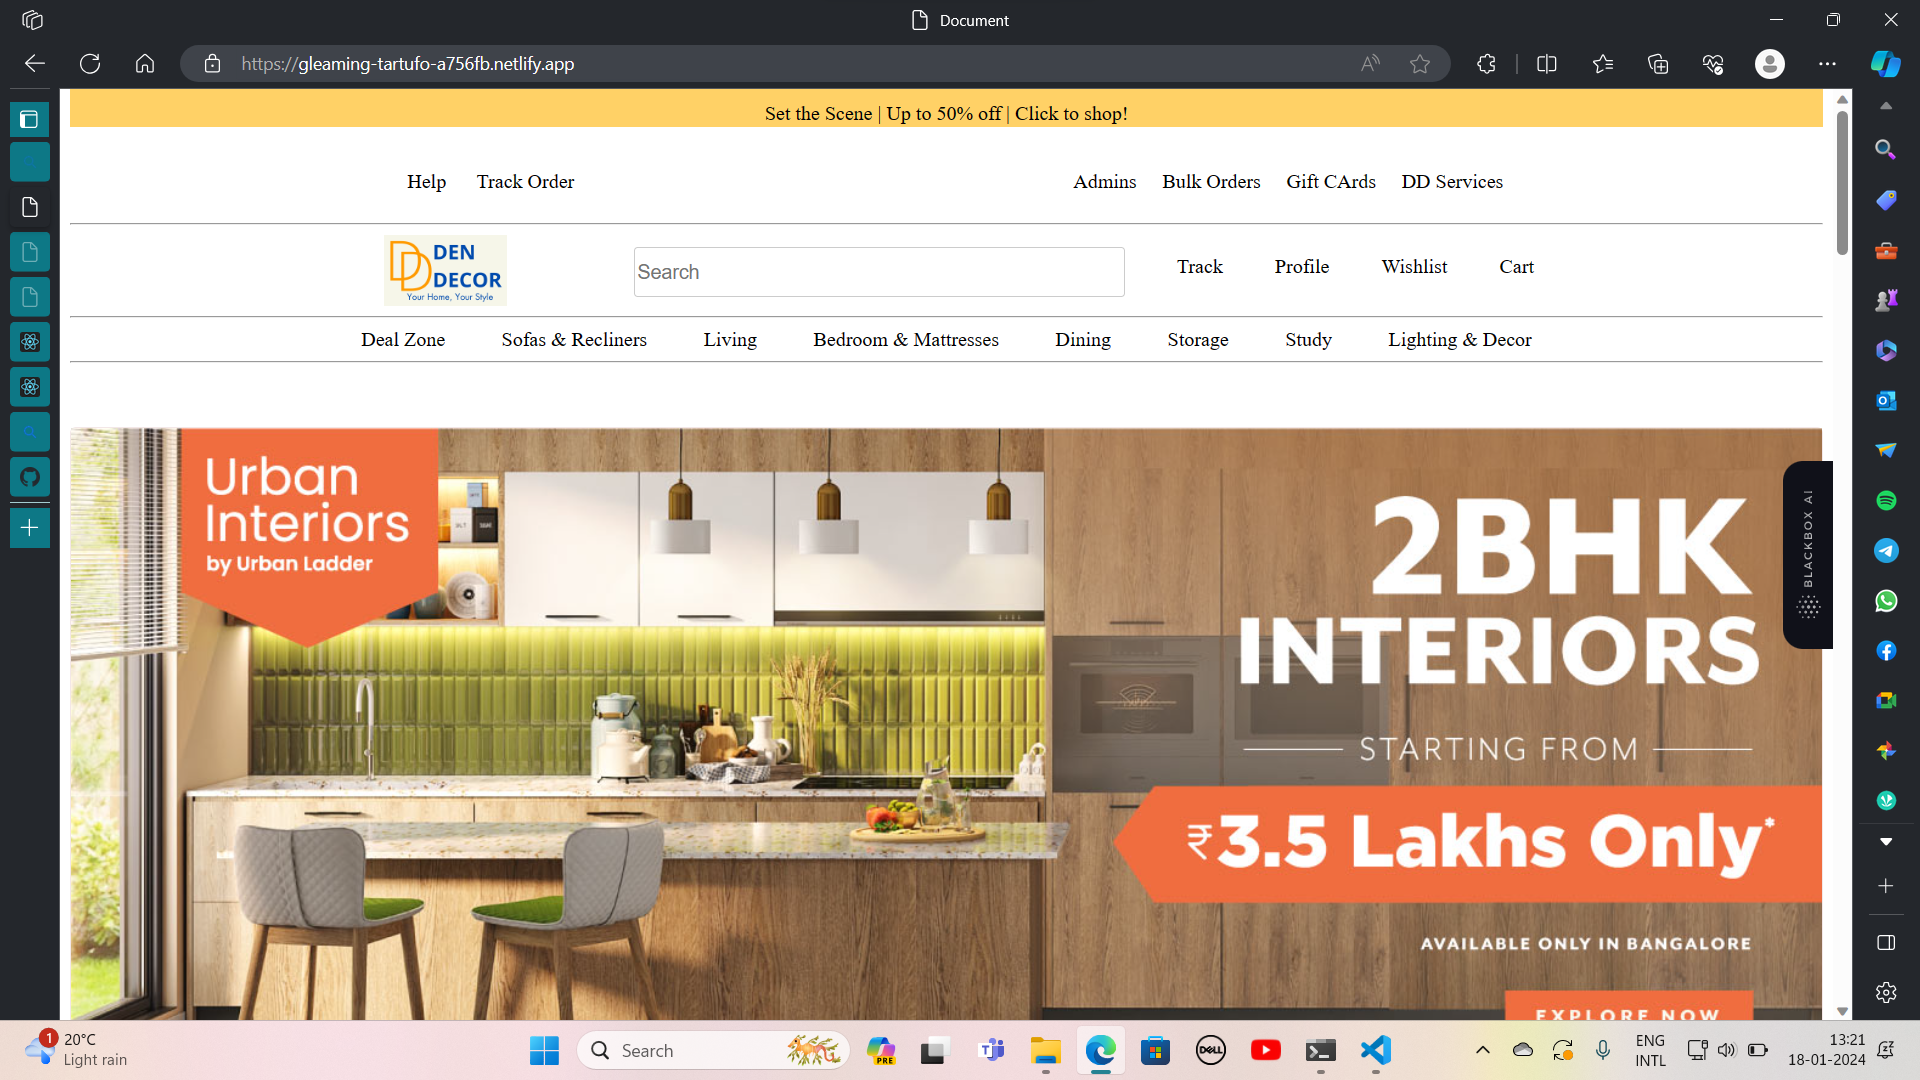 Document
https://gleaming-tartufo-a756fb.netlify.app
Set the Scene | Up to 50% off | Click to shop!
Help Track Order Admins Bulk Orders Gift CArds DD Services
DEN
DECOR
Your Home, Your Style
Search
Track Profile Wishlist Cart
Deal Zone Sofas & Recliners Living Bedroom & Mattresses Dining Storage Study Lighting & Decor
Urban
Interiors
by Urban Ladder
2BHK
INTERIORS
STARTING FROM
₹3.5 Lakhs Only*
AVAILABLE ONLY IN BANGALORE
EXPLORE NOW
BLACKBOX AI
1
20°C
Light rain
Search
PRE
DELL
ENG
INTL
13:21
18-01-2024